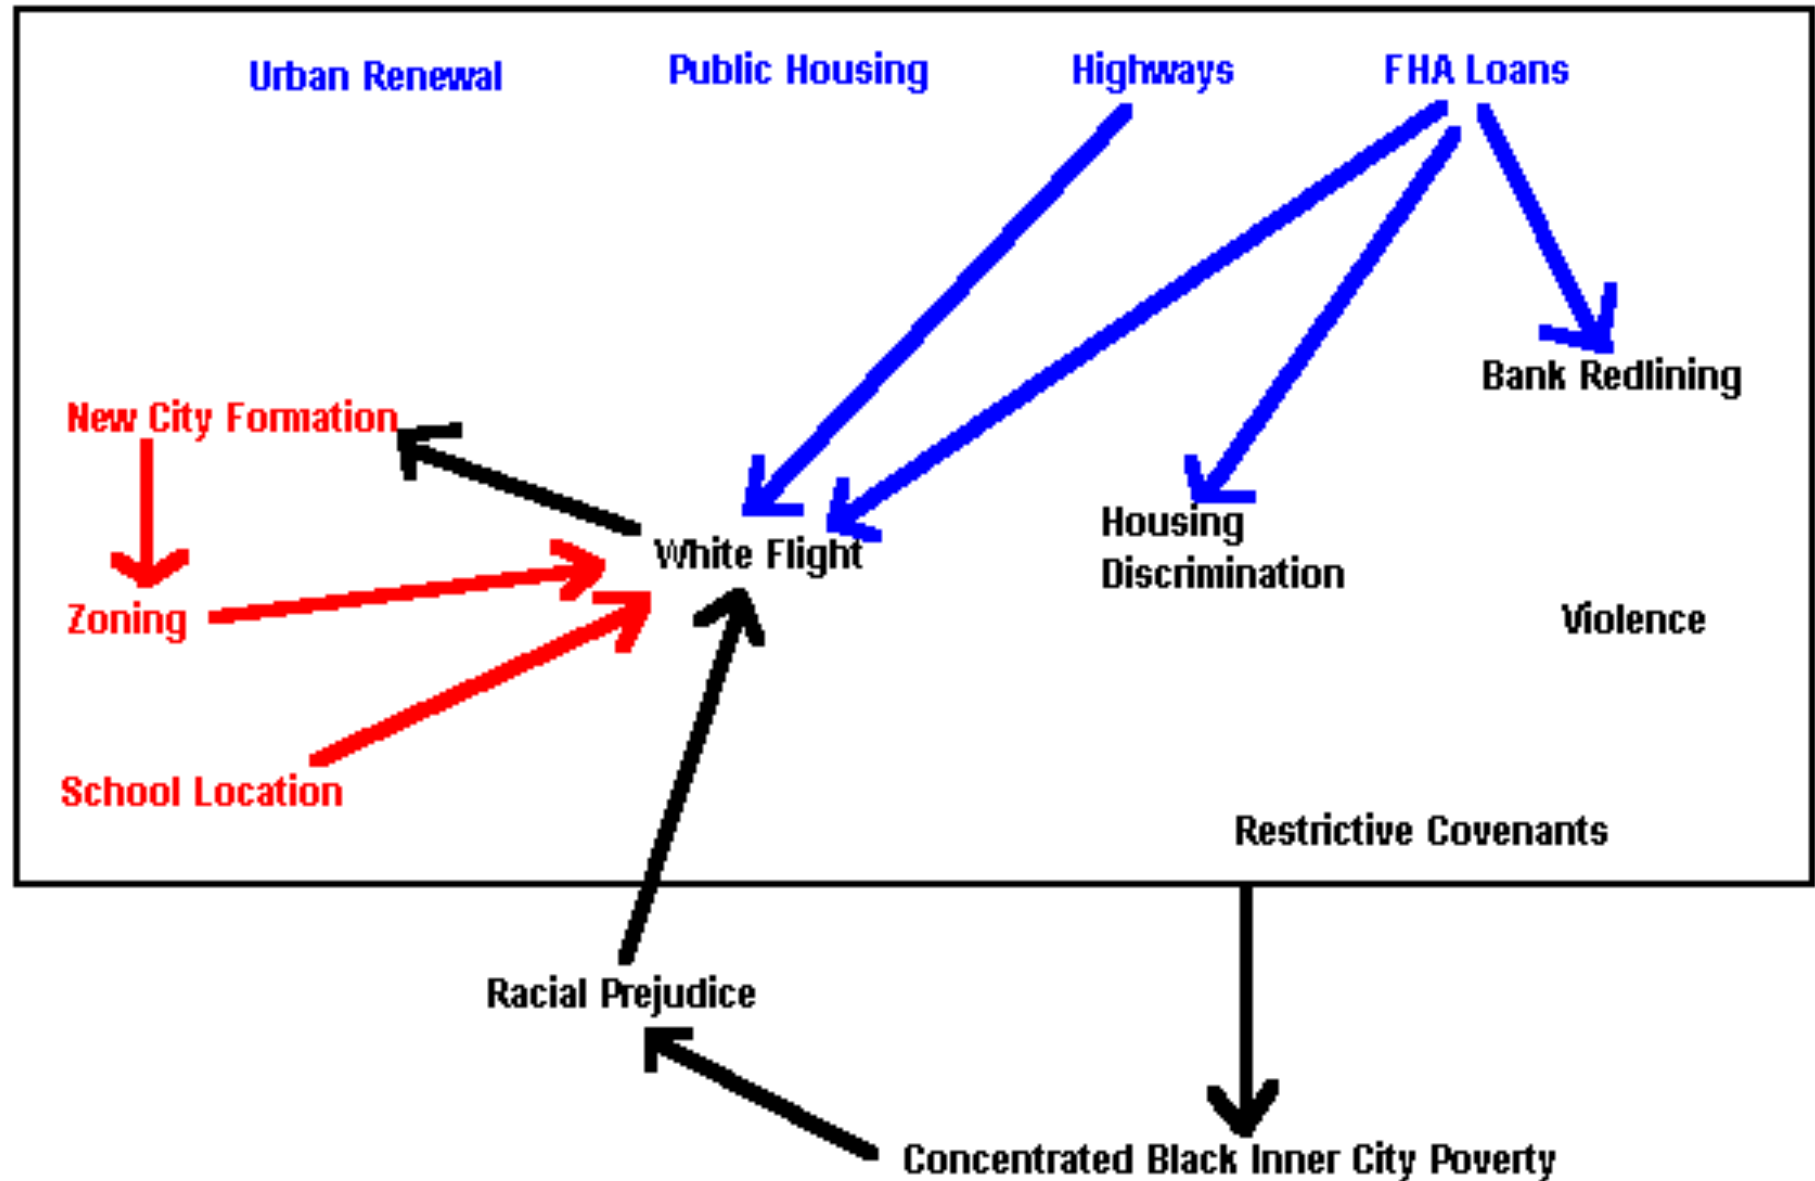 Urban Renewal
Public Housing
Highways
FHA Loans
Bank Redlining
New City Formation
White Flight
Housing
Discrimination
Zoning
Violence
School Location
Restrictive Covenants
Racial Prejudice
Concentrated Black Inner City Poverty